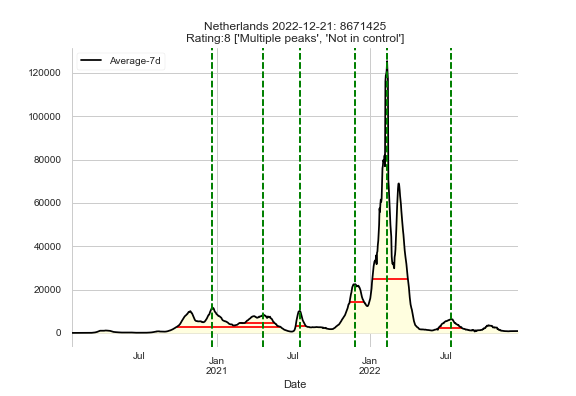 Netherlands 2022-12-21: 8671425
Rating:8 ['Multiple peaks', 'Not in control']
Average-7d
120000
100000
80000
60000
40000
20000
0
Jul
Jan
2021
Jul
Jan
2022
Jul
Date